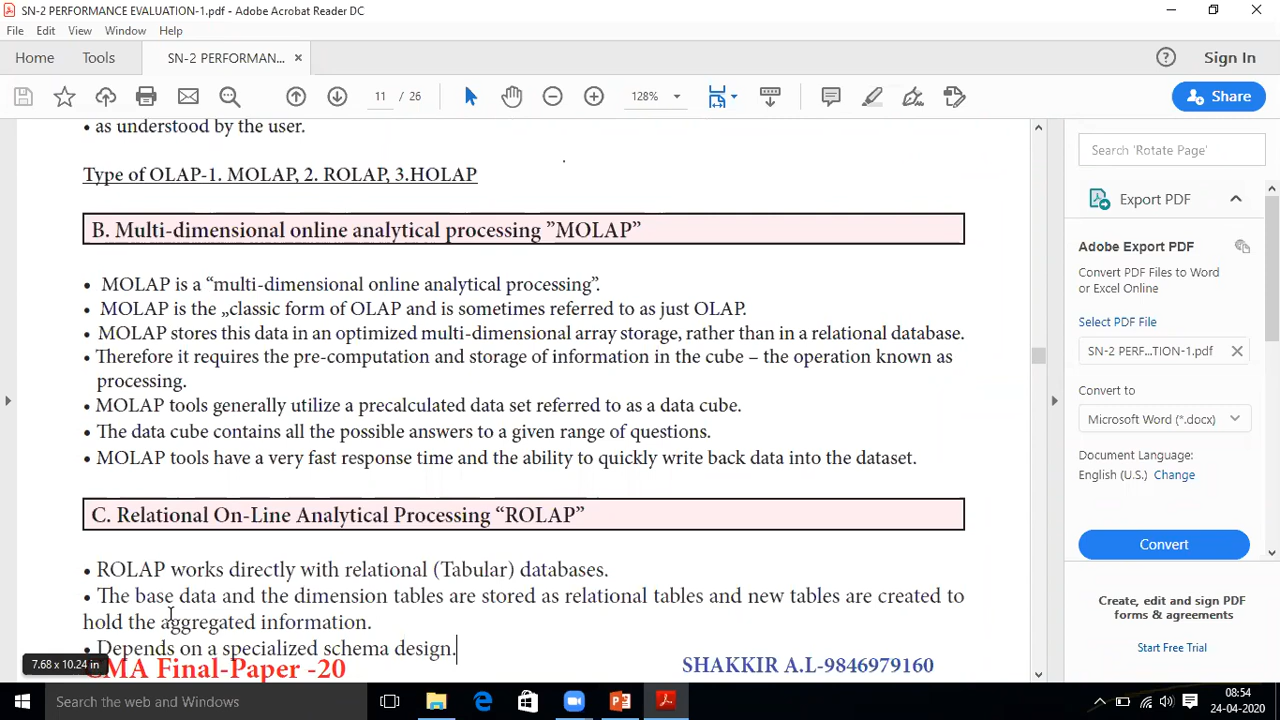 SN-2 PERFORMANCE EVALUATION-1.pdf - Adobe Acrobat Reader DC
File Edit View Window Help
Home Tools SN-2 PERFORMAN... Sign In
11 / 26 128% Share
• as understood by the user.
Type of OLAP-1. MOLAP, 2. ROLAP, 3.HOLAP
B. Multi-dimensional online analytical processing ”MOLAP”
• MOLAP is a “multi-dimensional online analytical processing”.
• MOLAP is the „classic form of OLAP and is sometimes referred to as just OLAP.
• MOLAP stores this data in an optimized multi-dimensional array storage, rather than in a relational database.
• Therefore it requires the pre-computation and storage of information in the cube – the operation known as
processing.
• MOLAP tools generally utilize a precalculated data set referred to as a data cube.
• The data cube contains all the possible answers to a given range of questions.
• MOLAP tools have a very fast response time and the ability to quickly write back data into the dataset.
C. Relational On-Line Analytical Processing “ROLAP”
• ROLAP works directly with relational (Tabular) databases.
• The base data and the dimension tables are stored as relational tables and new tables are created to
hold the aggregated information.
• Depends on a specialized schema design.
7.68 x 10.24 in
CMA Final-Paper -20 SHAKKIR A.L-9846979160
Search 'Rotate Page'
Export PDF
Adobe Export PDF
Convert PDF Files to Word
or Excel Online
Select PDF File
SN-2 PERF...TION-1.pdf
Convert to
Microsoft Word (*.docx)
Document Language:
English (U.S.) Change
Convert
Create, edit and sign PDF
forms & agreements
Start Free Trial
Search the web and Windows
08:54
24-04-2020